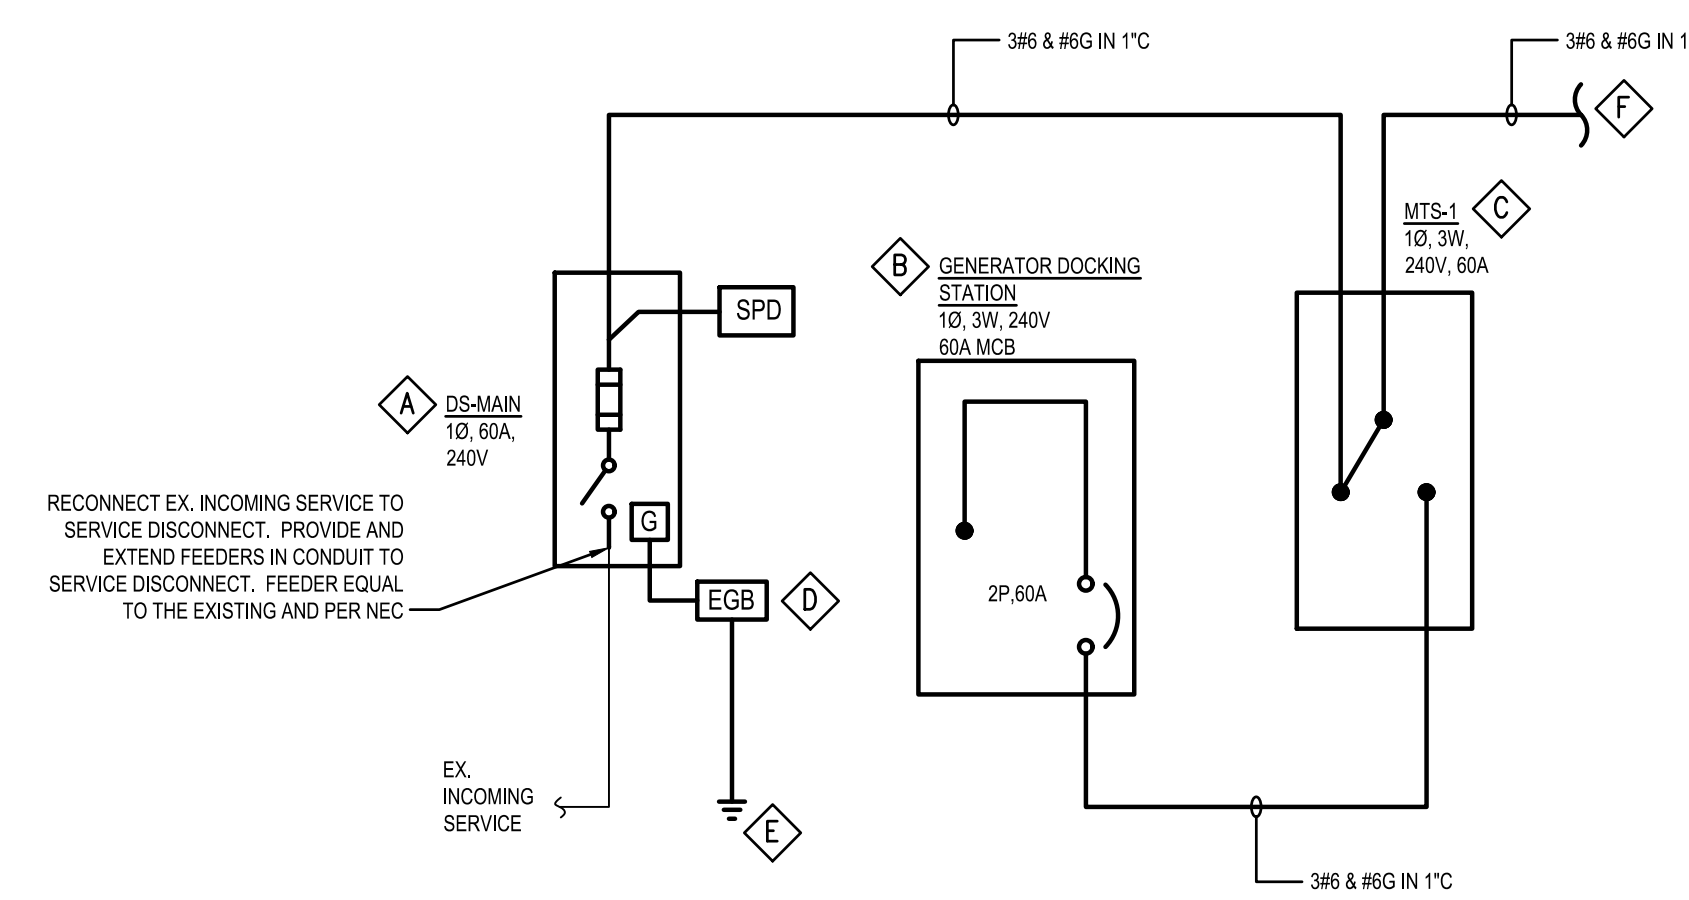 3#6 & #6G IN 1"C
3#6 & #6G IN 1
F
MTS-1
C
1Ø, 3W,
240V, 60A
B
GENERATOR DOCKING
STATION
1Ø, 3W, 240V
60A MCB
SPD
A
DS-MAIN
1Ø, 60A,
240V
RECONNECT EX. INCOMING SERVICE TO
SERVICE DISCONNECT. PROVIDE AND
EXTEND FEEDERS IN CONDUIT TO
SERVICE DISCONNECT. FEEDER EQUAL
TO THE EXISTING AND PER NEC
G
EGB
D
2P,60A
EX.
INCOMING
SERVICE
E
3#6 & #6G IN 1"C